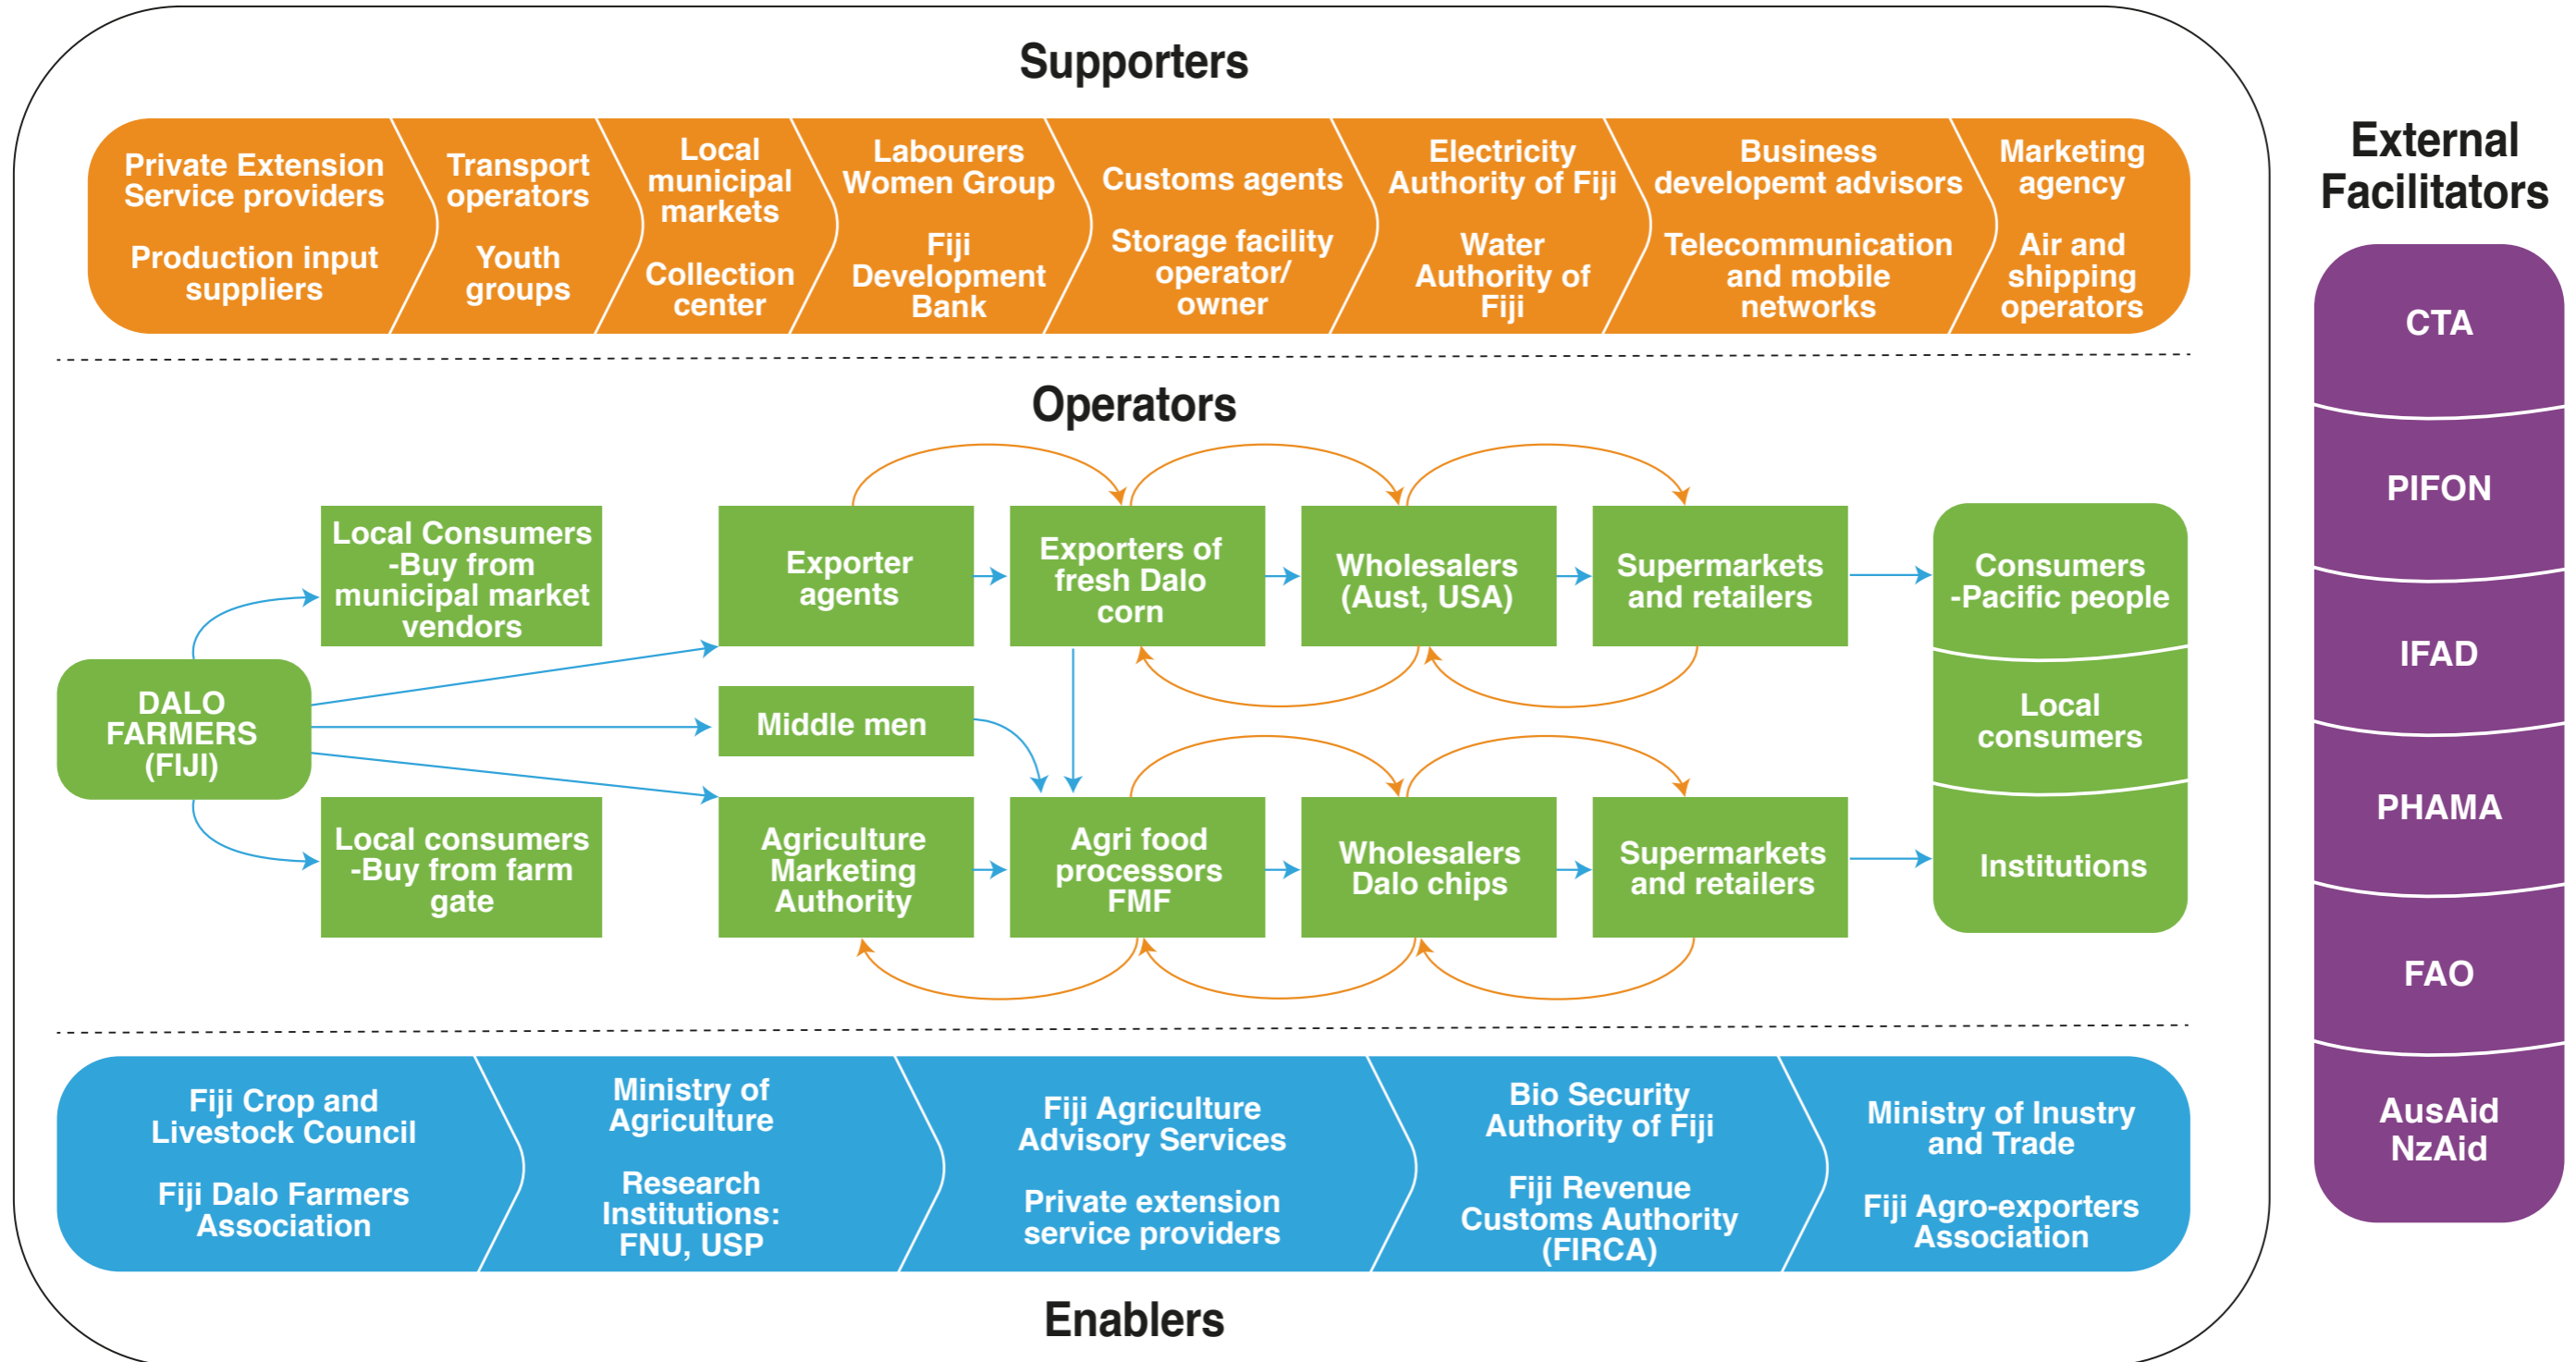 Supporters
Private Extension
Service providers
Production input
suppliers
Transport
operators
Youth
groups
Local
municipal
markets
Collection
center
Labourers
Women Group
Fiji
Development
Bank
Customs agents
Storage facility
operator/
owner
Electricity
Authority of Fiji
Water
Authority of
Fiji
Business
developemt advisors
Telecommunication
and mobile
networks
Marketing
agency
Air and
shipping
operators
Operators
DALO
FARMERS
(FIJI)
Local Consumers
-Buy from
municipal market
vendors
Local consumers
-Buy from farm
gate
Exporter
agents
Middle men
Agriculture
Marketing
Authority
Exporters of
fresh Dalo
corn
Agri food
processors
FMF
Wholesalers
(Aust, USA)
Wholesalers
Dalo chips
Supermarkets
and retailers
Supermarkets
and retailers
Consumers
-Pacific people
Local
consumers
Institutions
Fiji Crop and
Livestock Council
Fiji Dalo Farmers
Association
Ministry of
Agriculture
Research
Institutions:
FNU, USP
Fiji Agriculture
Advisory Services
Private extension
service providers
Bio Security
Authority of Fiji
Fiji Revenue
Customs Authority
(FIRCA)
Ministry of Inustry
and Trade
Fiji Agro-exporters
Association
Enablers
External
Facilitators
CTA
PIFON
IFAD
PHAMA
FAO
AusAid
NzAid